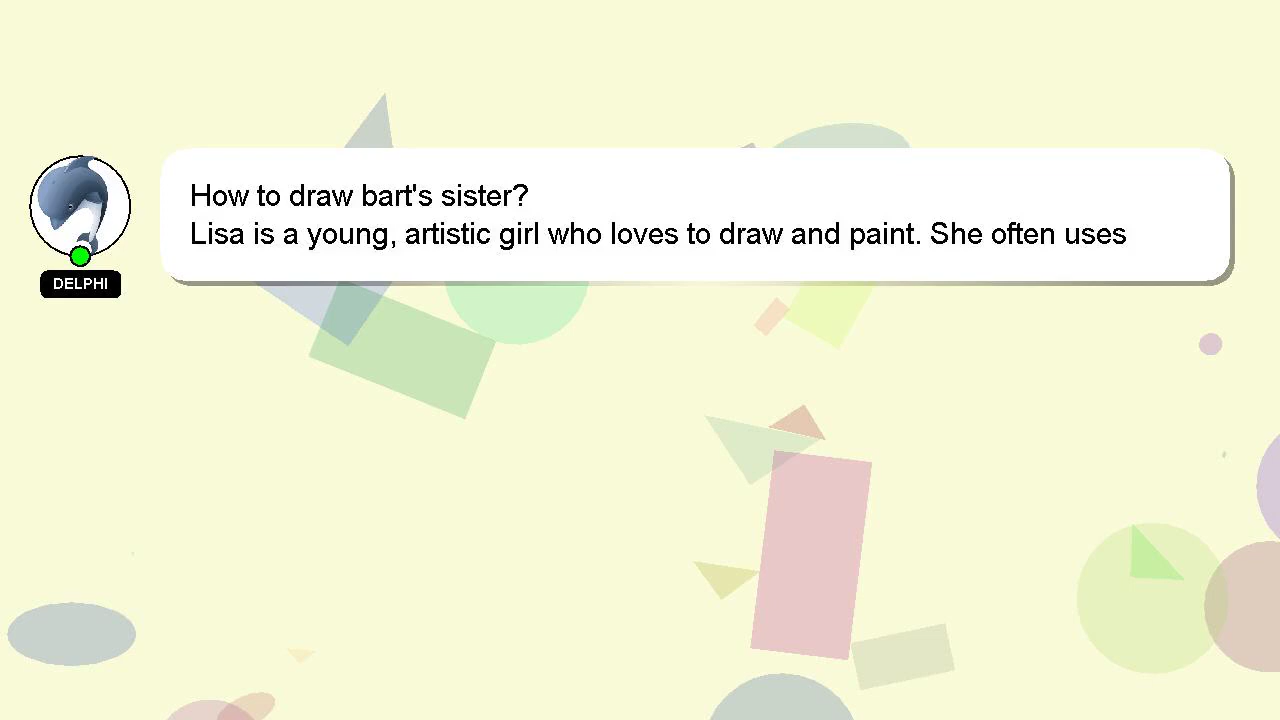 How to draw bart's sister?
Lisa is a young, artistic girl who loves to draw and paint. She often uses
DELPHI